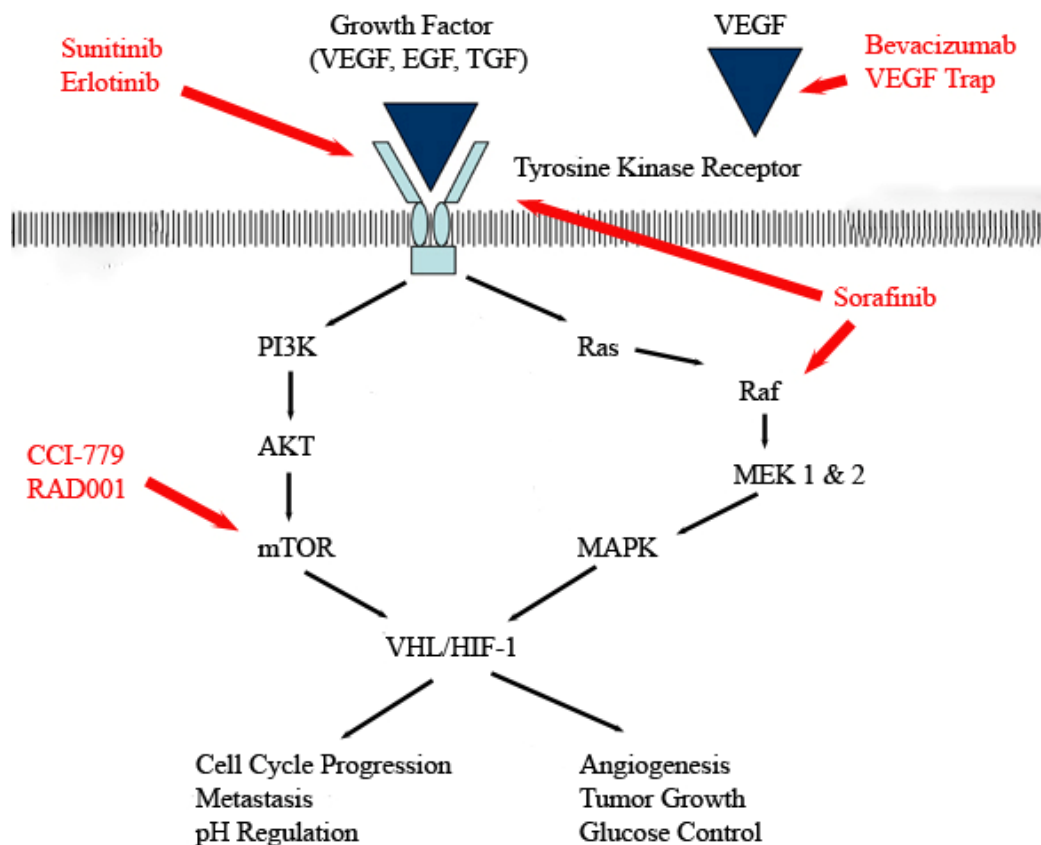 Sunitinib
Erlotinib
Growth Factor
(VEGF, EGF, TGF)
VEGF
Bevacizumab
VEGF Trap
Tyrosine Kinase Receptor
Sorafinib
PI3K
Ras
Raf
AKT
CCI-779
RAD001
MEK 1 & 2
mTOR
MAPK
VHL/HIF-1
Cell Cycle Progression
Metastasis
pH Regulation
Angiogenesis
Tumor Growth
Glucose Control